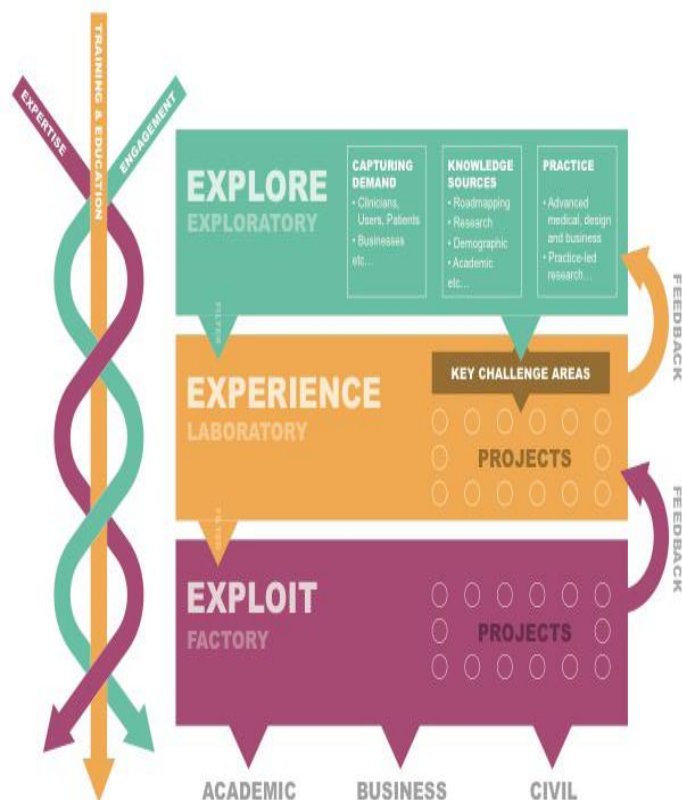 EXPERTISE
TRAINING & EDUCATION
ENGAGEMENT
EXPLORE
EXPLORATORY
CAPTURING
DEMAND
• Clinicians,
Users, Patients
• Businesses
etc...
KNOWLEDGE
SOURCES
• Roadmapping
• Research
• Demographic
• Academic
etc...
PRACTICE
• Advanced
medical, design
and business
• Practice-led
research...
FILTER
FEEDBACK
EXPERIENCE
LABORATORY
KEY CHALLENGE AREAS
PROJECTS
FILTER
FEEDBACK
EXPLOIT
FACTORY
PROJECTS
ACADEMIC
BUSINESS
CIVIL